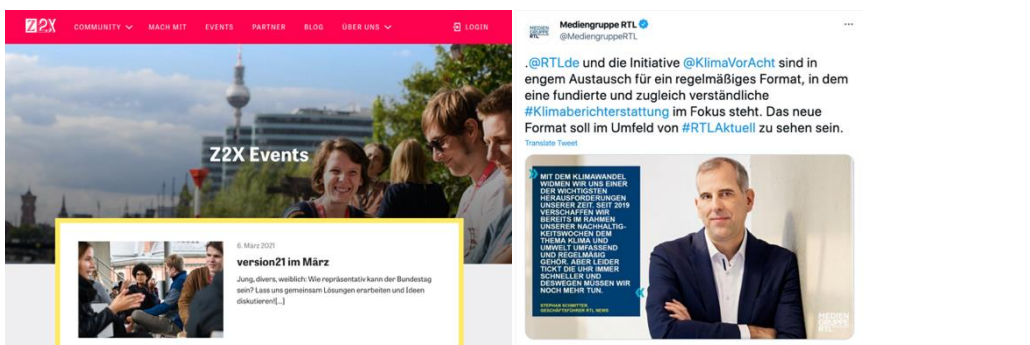 Z2X COMMUNITY MACH MIT EVENTS PARTNER BLOG ÜBER UNS LOGIN
Z2X Events
6. März 2021
version21 im März
Jung, divers, weiblich: Wie repräsentativ kann der Bundestag
sein? Lass uns gemeinsam Lösungen erarbeiten und Ideen
diskutieren![...]
MEDIEN
GRUPPE
RTL
Mediengruppe RTL
@MediengruppeRTL
.@RTLde und die Initiative @KlimaVorAcht sind in
engem Austausch für ein regelmäßiges Format, in dem
eine fundierte und zugleich verständliche
#Klimaberichterstattung im Fokus steht. Das neue
Format soll im Umfeld von #RTLAktuell zu sehen sein.
Translate Tweet
MIT DEM KLIMAWANDEL
WIDMEN WIR UNS EINER
DER WICHTIGSTEN
HERAUSFORDERUNGEN
UNSERER ZEIT. SEIT 2019
VERSCHAFFEN WIR
BEREITS IM RAHMEN
UNSERER NACHHALTIG-
KEITSWOCHEN DEM
THEMA KLIMA UND
UMWELT UMFASSEND
UND REGELMÄßIG
GEHÖR. ABER LEIDER
TICKT DIE UHR IMMER
SCHNELLER UND
DESWEGEN MÜSSEN WIR
NOCH MEHR TUN.
STEPHAN SCHMITTER,
GESCHÄFTSFÜHRER RTL NEWS
MEDIEN
GRUPPE
RTL